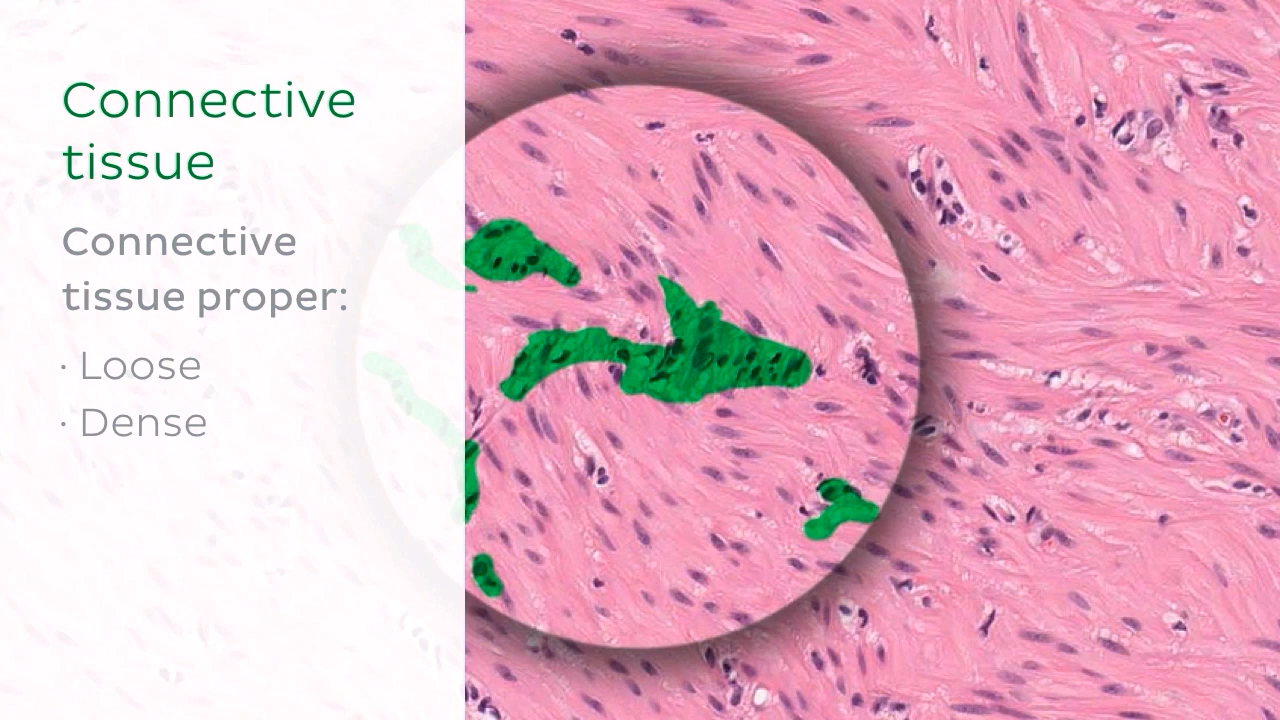 Connective
tissue
Connective
tissue proper:
· Loose
· Dense